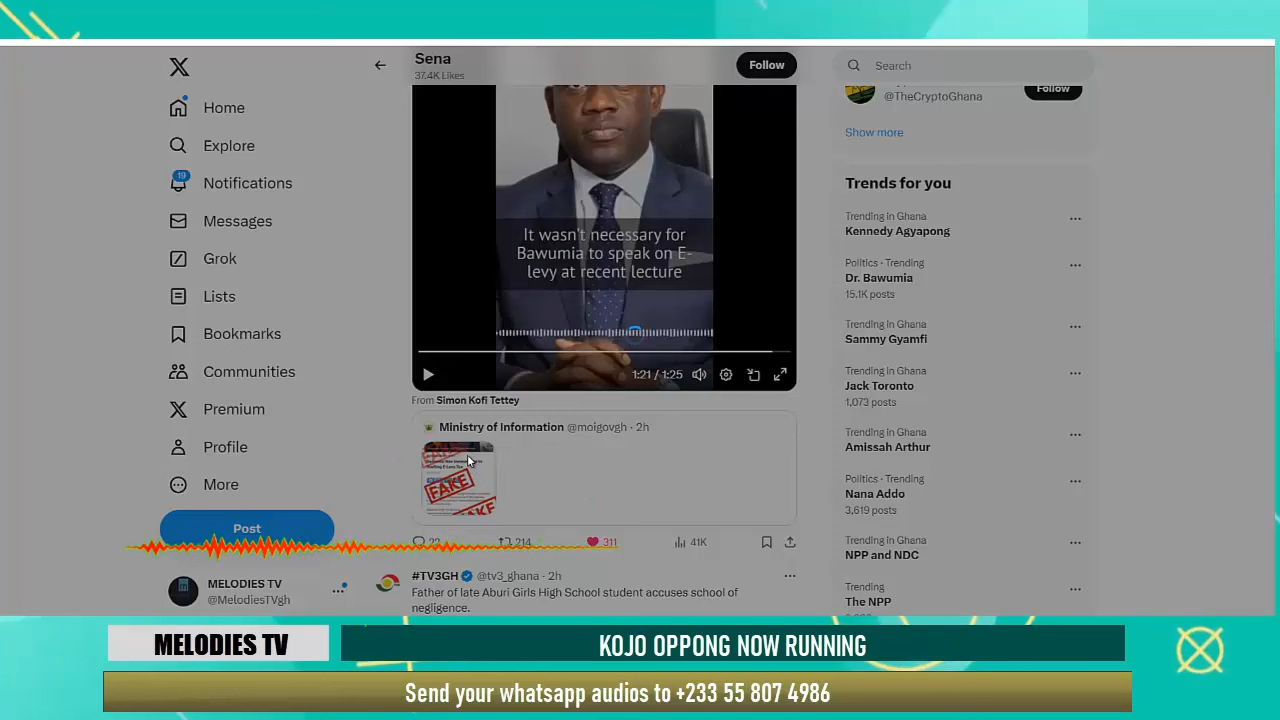 Sena
37.4K Likes
Follow
Search
Home
Explore
Notifications
19
Messages
Grok
Lists
Bookmarks
Communities
Premium
Profile
More
Post
MELODIES TV
@MelodiesTVgh
It wasn't necessary for
Bawumia to speak on E-
levy at recent lecture
1:21 / 1:25
From Simon Kofi Tettey
Ministry of Information @moigovgh · 2h
FAKE
22
214
311
41K
#TV3GH @tv3_ghana · 2h
Father of late Aburi Girls High School student accuses school of
negligence.
@TheCryptoGhana
Follow
Show more
Trends for you
Trending in Ghana
Kennedy Agyapong
Politics · Trending
Dr. Bawumia
15.1K posts
Trending in Ghana
Sammy Gyamfi
Trending in Ghana
Jack Toronto
1,073 posts
Trending in Ghana
Amissah Arthur
Politics · Trending
Nana Addo
3,619 posts
Trending in Ghana
NPP and NDC
Trending
The NPP
MELODIES TV
KOJO OPPONG NOW RUNNING
Send your whatsapp audios to +233 55 807 4986